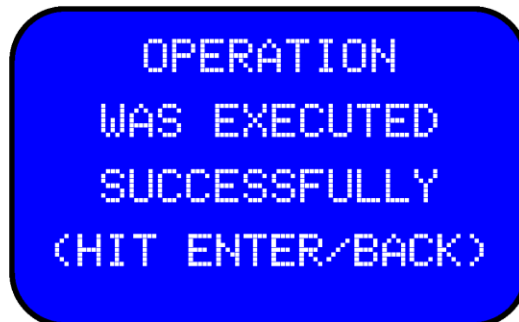 OPERATION
WAS EXECUTED
SUCCESSFULLY
(HIT ENTER/BACK)